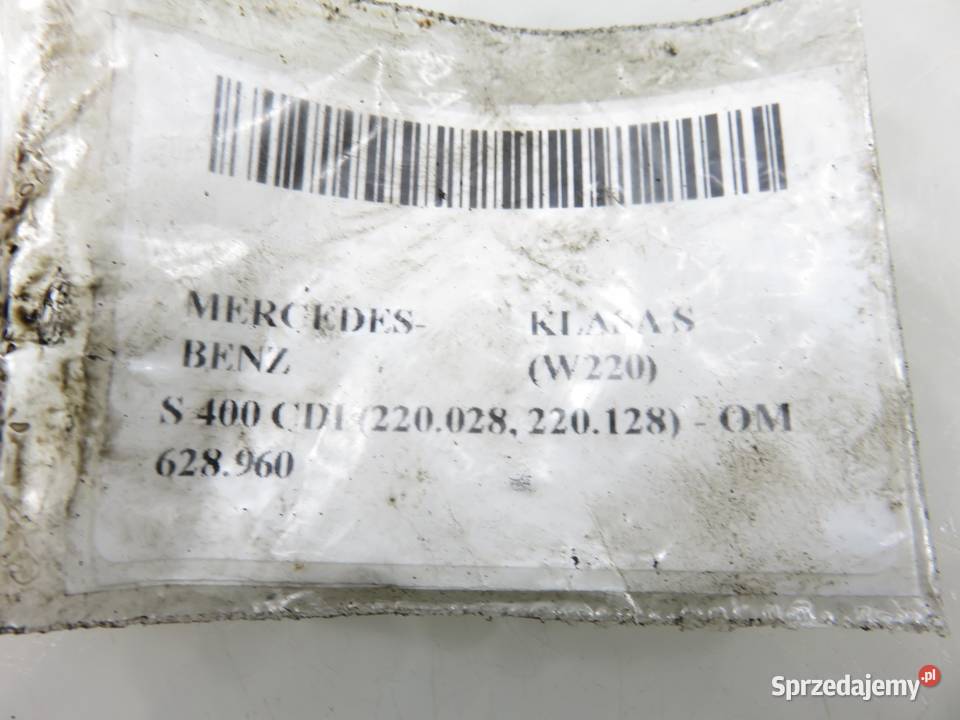 MERCEDES- KLASA S
BENZ (W220)
S 400 CDI (220.028, 220.128) - OM
628.960
Sprzedajemy.pl